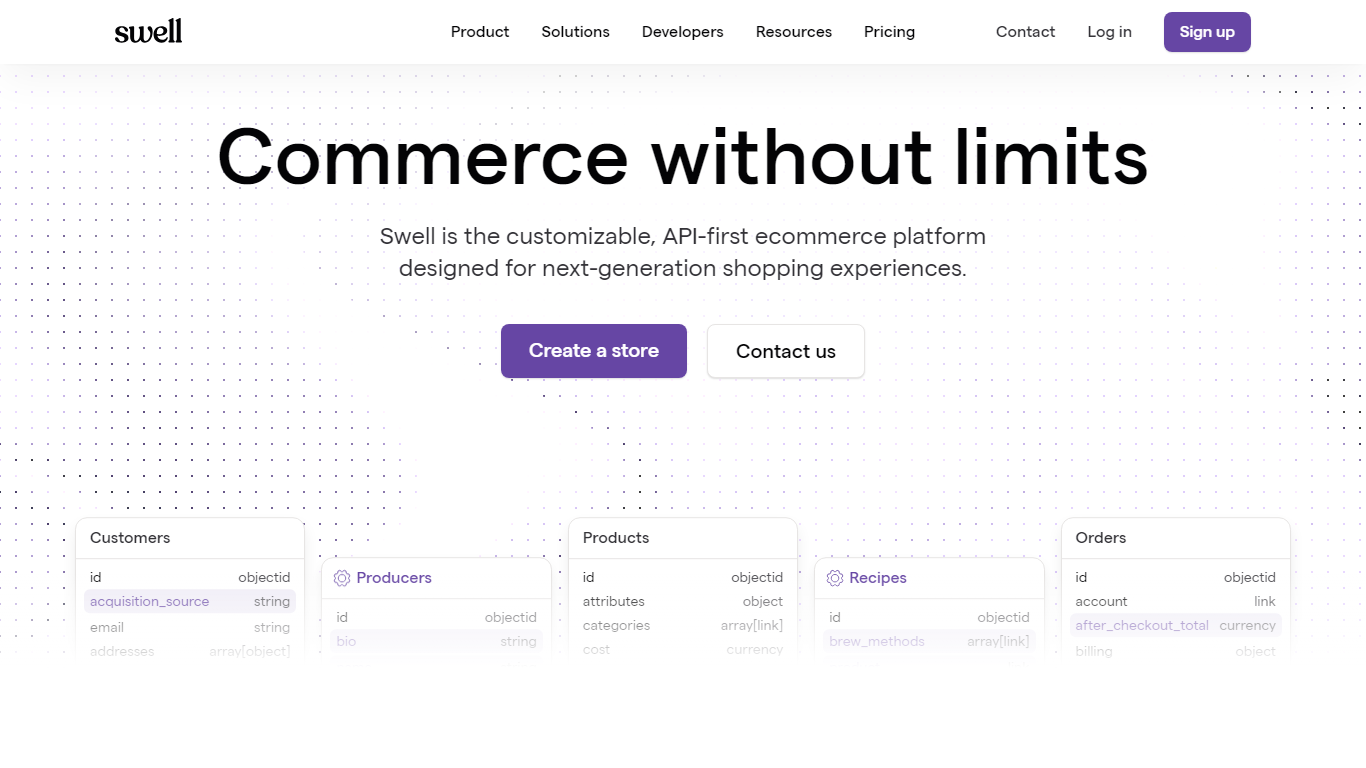 swell
Product Solutions Developers Resources Pricing Contact Log in Sign up
Commerce without limits
Swell is the customizable, API-first ecommerce platform
designed for next-generation shopping experiences.
Create a store Contact us
Customers
id objectid
acquisition_source string
email string
addresses array[object]
Producers
id objectid
bio string
Products
id objectid
attributes object
categories array[link]
cost currency
Recipes
id objectid
brew_methods array[link]
Orders
id objectid
account link
after_checkout_total currency
billing object